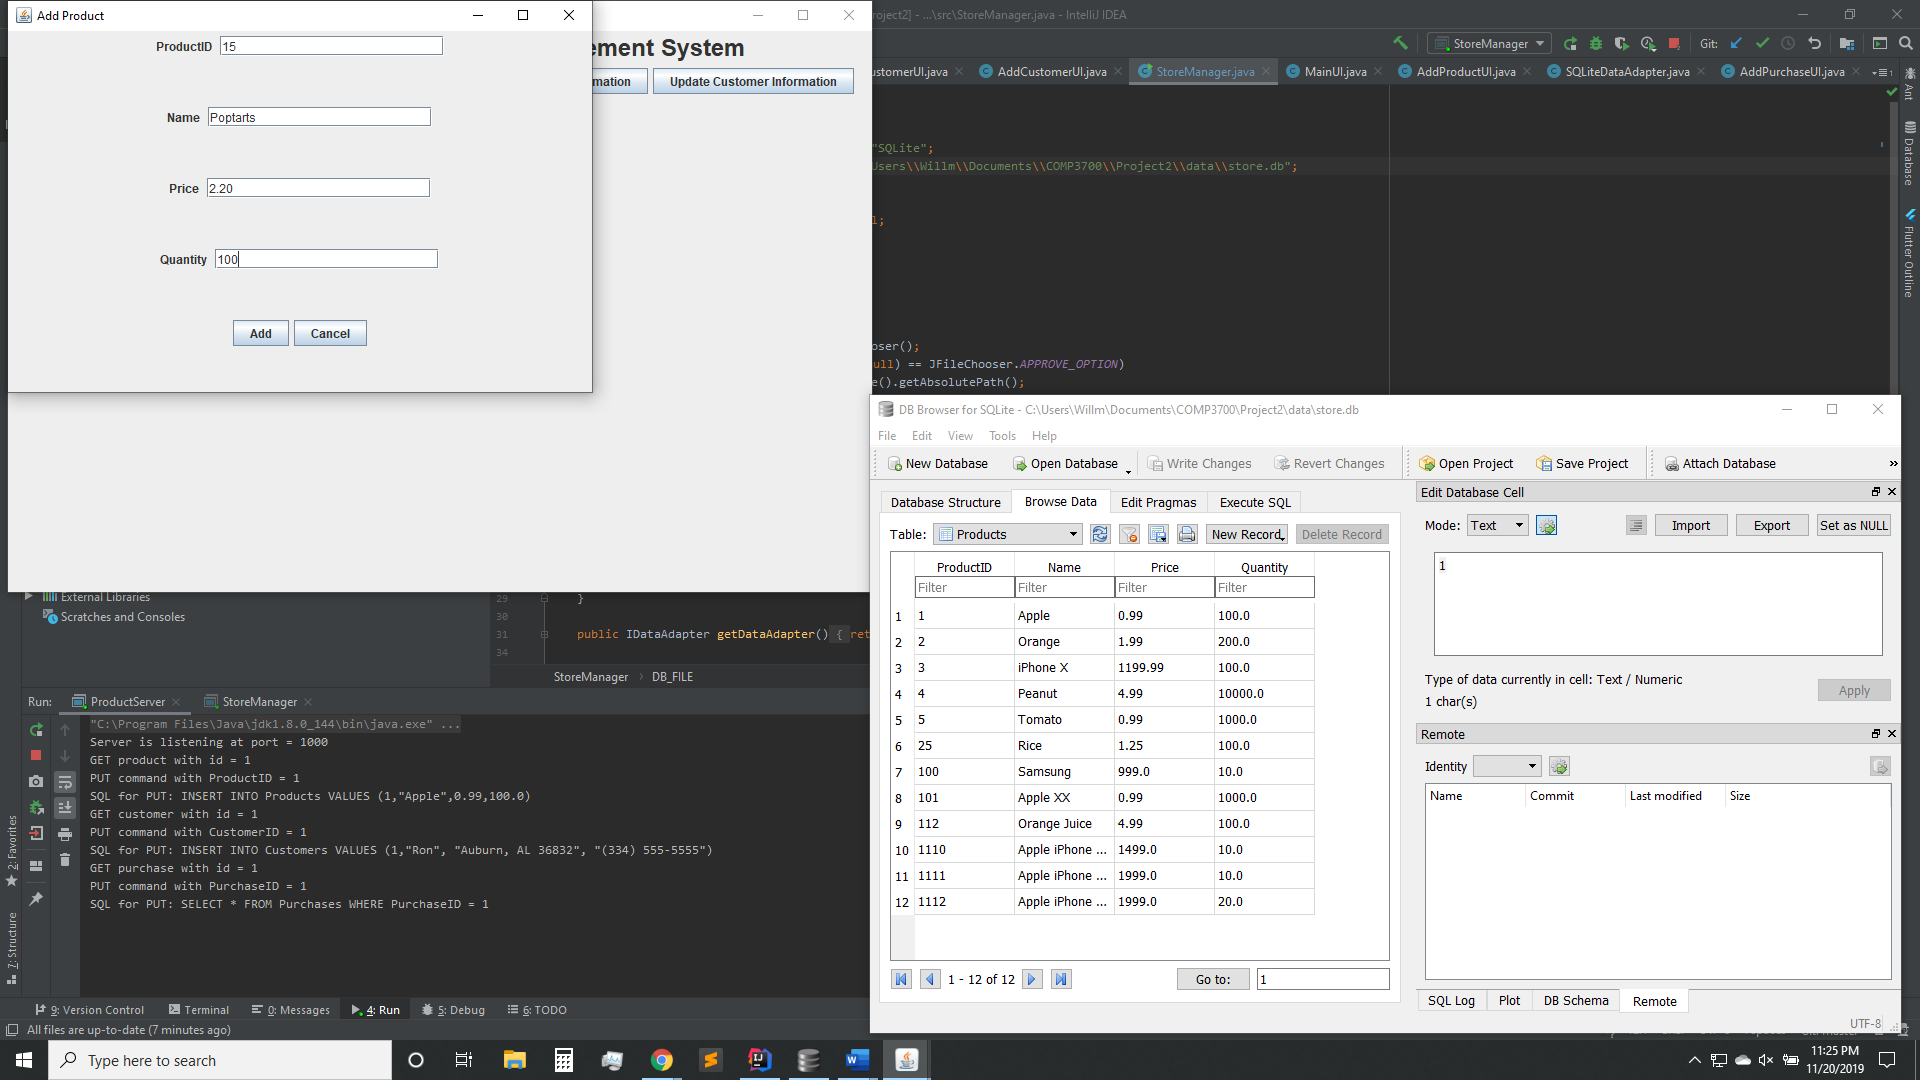 Add Product
ProductID 15
Name Poptarts
Price 2.20
Quantity 100
Add Cancel
ement System
mation Update Customer Information
roject2] - ...\src\StoreManager.java - IntelliJ IDEA
StoreManager Git:
ustomerUI.java AddCustomerUI.java StoreManager.java MainUI.java AddProductUI.java SQLiteDataAdapter.java AddPurchaseUI.java
"SQLite";
Users\\Willm\\Documents\\COMP3700\\Project2\\data\\store.db";
l;
oser();
ull) == JFileChooser.APPROVE_OPTION)
e().getAbsolutePath();
Ant
Database
Flutter Outline
External Libraries
Scratches and Consoles
29 }
30
31 public IDataAdapter getDataAdapter() { ret
34
StoreManager DB_FILE
Run: ProductServer StoreManager
"C:\Program Files\Java\jdk1.8.0_144\bin\java.exe" ...
Server is listening at port = 1000
GET product with id = 1
PUT command with ProductID = 1
SQL for PUT: INSERT INTO Products VALUES (1,"Apple",0.99,100.0)
GET customer with id = 1
PUT command with CustomerID = 1
SQL for PUT: INSERT INTO Customers VALUES (1,"Ron", "Auburn, AL 36832", "(334) 555-5555")
GET purchase with id = 1
PUT command with PurchaseID = 1
SQL for PUT: SELECT * FROM Purchases WHERE PurchaseID = 1
2: Favorites
7: Structure
9: Version Control Terminal 0: Messages 4: Run 5: Debug 6: TODO
All files are up-to-date (7 minutes ago)
DB Browser for SQLite - C:\Users\Willm\Documents\COMP3700\Project2\data\store.db
File Edit View Tools Help
New Database Open Database Write Changes Revert Changes Open Project Save Project Attach Database »
Database Structure Browse Data Edit Pragmas Execute SQL
Table: Products New Record Delete Record
ProductID Name Price Quantity
Filter Filter Filter Filter
1 1 Apple 0.99 100.0
2 2 Orange 1.99 200.0
3 3 iPhone X 1199.99 100.0
4 4 Peanut 4.99 10000.0
5 5 Tomato 0.99 1000.0
6 25 Rice 1.25 100.0
7 100 Samsung 999.0 10.0
8 101 Apple XX 0.99 1000.0
9 112 Orange Juice 4.99 100.0
10 1110 Apple iPhone ... 1499.0 10.0
11 1111 Apple iPhone ... 1999.0 10.0
12 1112 Apple iPhone ... 1999.0 20.0
1 - 12 of 12 Go to: 1
Edit Database Cell
Mode: Text Import Export Set as NULL
1
Type of data currently in cell: Text / Numeric
1 char(s)
Apply
Remote
Identity
Name Commit Last modified Size
SQL Log Plot DB Schema Remote
UTF-8
Type here to search
11:25 PM
11/20/2019